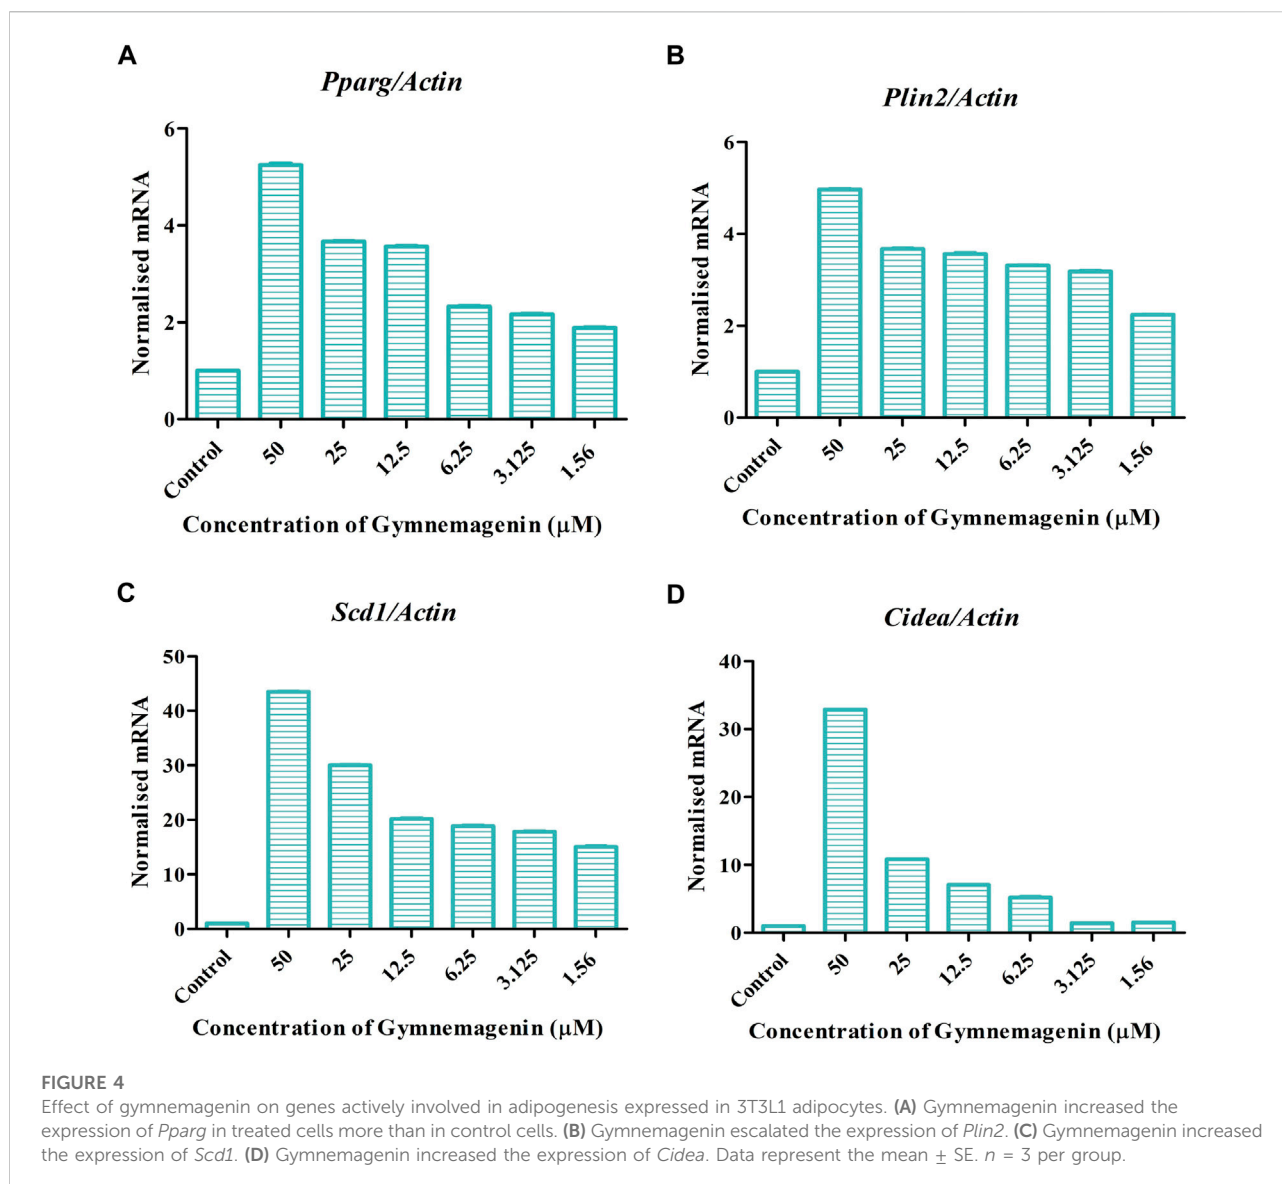 A
Pparg/Actin
Normalised mRNA
6
4
2
0
Control
50
25
12.5
6.25
3.125
1.56
Concentration of Gymnemagenin (μM)
B
Plin2/Actin
Normalised mRNA
6
4
2
0
Control
50
25
12.5
6.25
3.125
1.56
Concentration of Gymnemagenin (μM)
C
Scd1/Actin
Normalised mRNA
50
40
30
20
10
0
Control
50
25
12.5
6.25
3.125
1.56
Concentration of Gymnemagenin (μM)
D
Cidea/Actin
Normalised mRNA
40
30
20
10
0
Control
50
25
12.5
6.25
3.125
1.56
Concentration of Gymnemagenin (μM)
FIGURE 4
Effect of gymnemagenin on genes actively involved in adipogenesis expressed in 3T3L1 adipocytes. (A) Gymnemagenin increased the
expression of Pparg in treated cells more than in control cells. (B) Gymnemagenin escalated the expression of Plin2. (C) Gymnemagenin increased
the expression of Scd1. (D) Gymnemagenin increased the expression of Cidea. Data represent the mean ± SE. n = 3 per group.